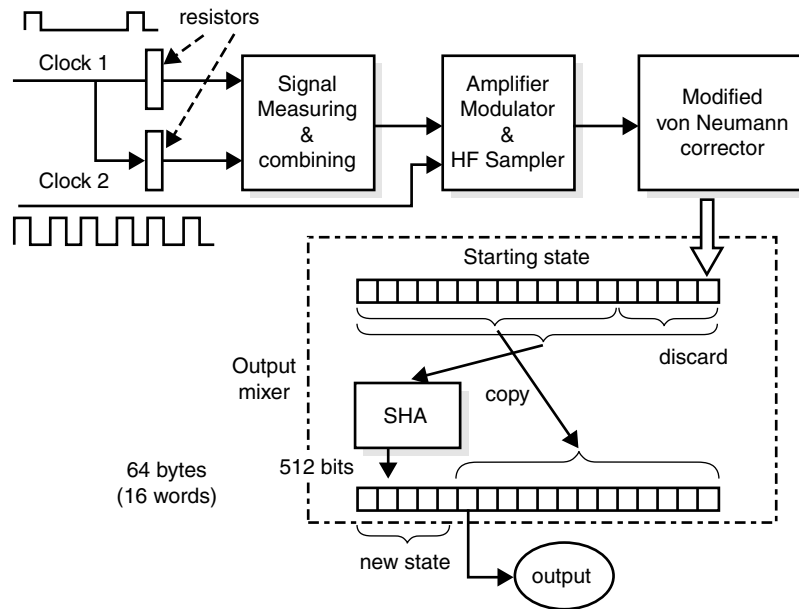 resistors
Clock 1
Signal
Measuring
&
combining
Amplifier
Modulator
&
HF Sampler
Modified
von Neumann
corrector
Clock 2
Starting state
discard
Output
mixer
copy
SHA
512 bits
64 bytes
(16 words)
new state
output